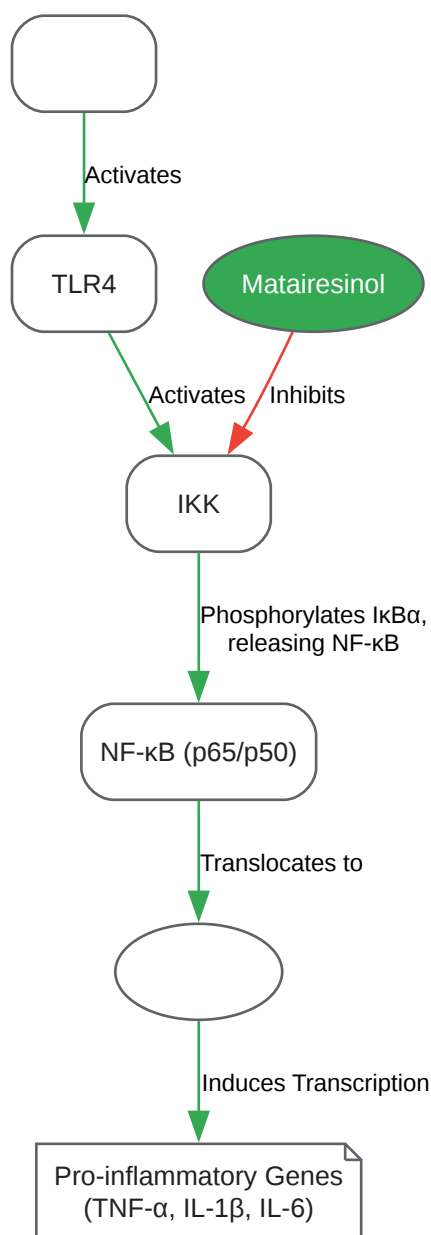 Activates
TLR4
Matairesinol
Activates
Inhibits
IKK
Phosphorylates IκBα,
releasing NF-κB
NF-κB (p65/p50)
Translocates to
Induces Transcription
Pro-inflammatory Genes
(TNF-α, IL-1β, IL-6)